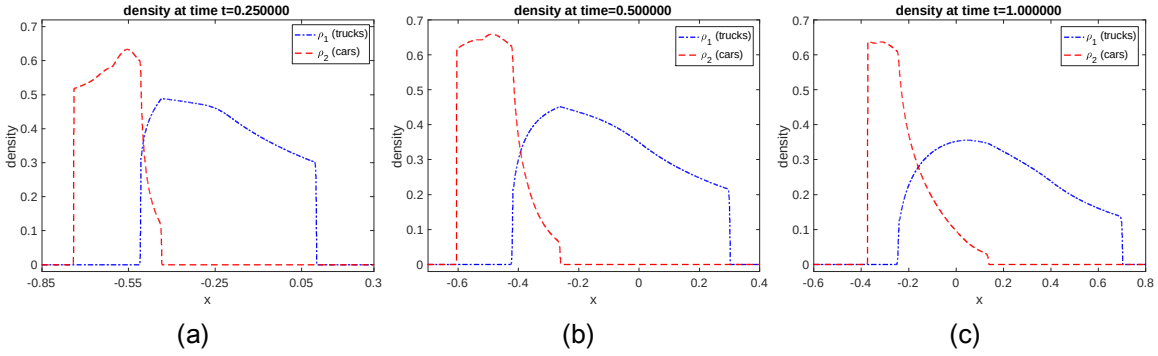 density at time t=0.250000
density
0.7
0.6
0.5
0.4
0.3
0.2
0.1
0
-0.85
-0.55
-0.25
0.05
0.3
x
ρ1 (trucks)
ρ2 (cars)
(a)
density at time=0.500000
density
0.7
0.6
0.5
0.4
0.3
0.2
0.1
0
-0.6
-0.4
-0.2
0
0.2
0.4
x
ρ1 (trucks)
ρ2 (cars)
(b)
density at time t=1.000000
density
0.7
0.6
0.5
0.4
0.3
0.2
0.1
0
-0.6
-0.4
-0.2
0
0.2
0.4
0.6
0.8
x
ρ1 (trucks)
ρ2 (cars)
(c)